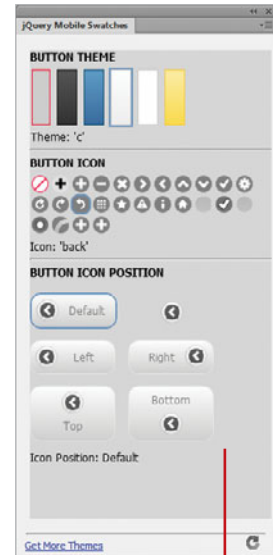 jQuery Mobile Swatches
BUTTON THEME
Theme: 'c'
BUTTON ICON
Icon: 'back'
BUTTON ICON POSITION
Default
Left Right
Top Bottom
Icon Position: Default
Get More Themes